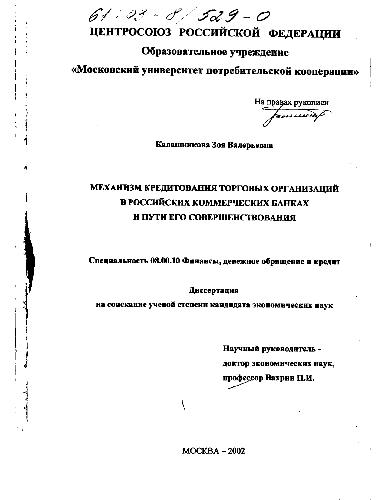 61:03-8/529-0
ЦЕНТРОСОЮЗ РОССИЙСКОЙ ФЕДЕРАЦИИ
Образовательное учреждение
«Московский университет потребительской кооперации»
На правах рукописи
Калашникова Зоя Валерьевна
МЕХАНИЗМ КРЕДИТОВАНИЯ ТОРГОВЫХ ОРГАНИЗАЦИЙ
В РОССИЙСКИХ КОММЕРЧЕСКИХ БАНКАХ
И ПУТИ ЕГО СОВЕРШЕНСТВОВАНИЯ
Специальность 08.00.10 Финансы, денежное обращение и кредит
Диссертация
на соискание ученой степени кандидата экономических наук
Научный руководитель -
доктор экономических наук,
профессор Вахрин П.И.
МОСКВА - 2002